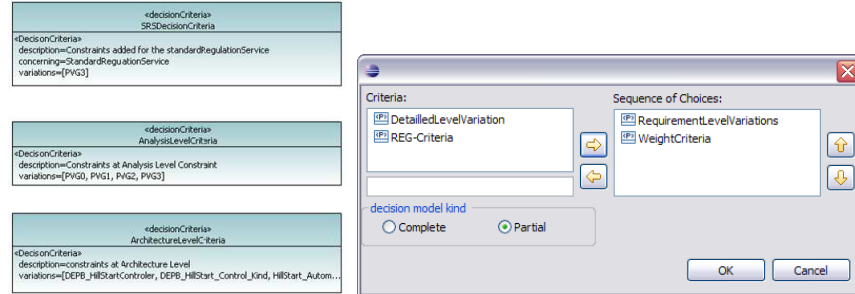 «decisionCriteria»
SRSDecisionCriteria
«DecisonCriteria»
description=Constraints added for the standardRegulationService
concerning=StandardReguationService
variations=[PVG3]
«decisionCriteria»
AnalysisLevelCriteria
«DecisonCriteria»
description=Constraints at Analysis Level Constraint
variations=[PVG0, PVG1, PVG2, PVG3]
«decisionCriteria»
ArchitectureLevelCriteria
«DecisonCriteria»
description=constraints at Architecture Level
variations=[DEPB_HillStartControler, DEPB_HillStart_Control_Kind, HillStart_Autom...
Criteria:
DetailledLevelVariation
REG-Criteria
Sequence of Choices:
RequirementLevelVariations
WeightCriteria
decision model kind
Complete
Partial
OK
Cancel